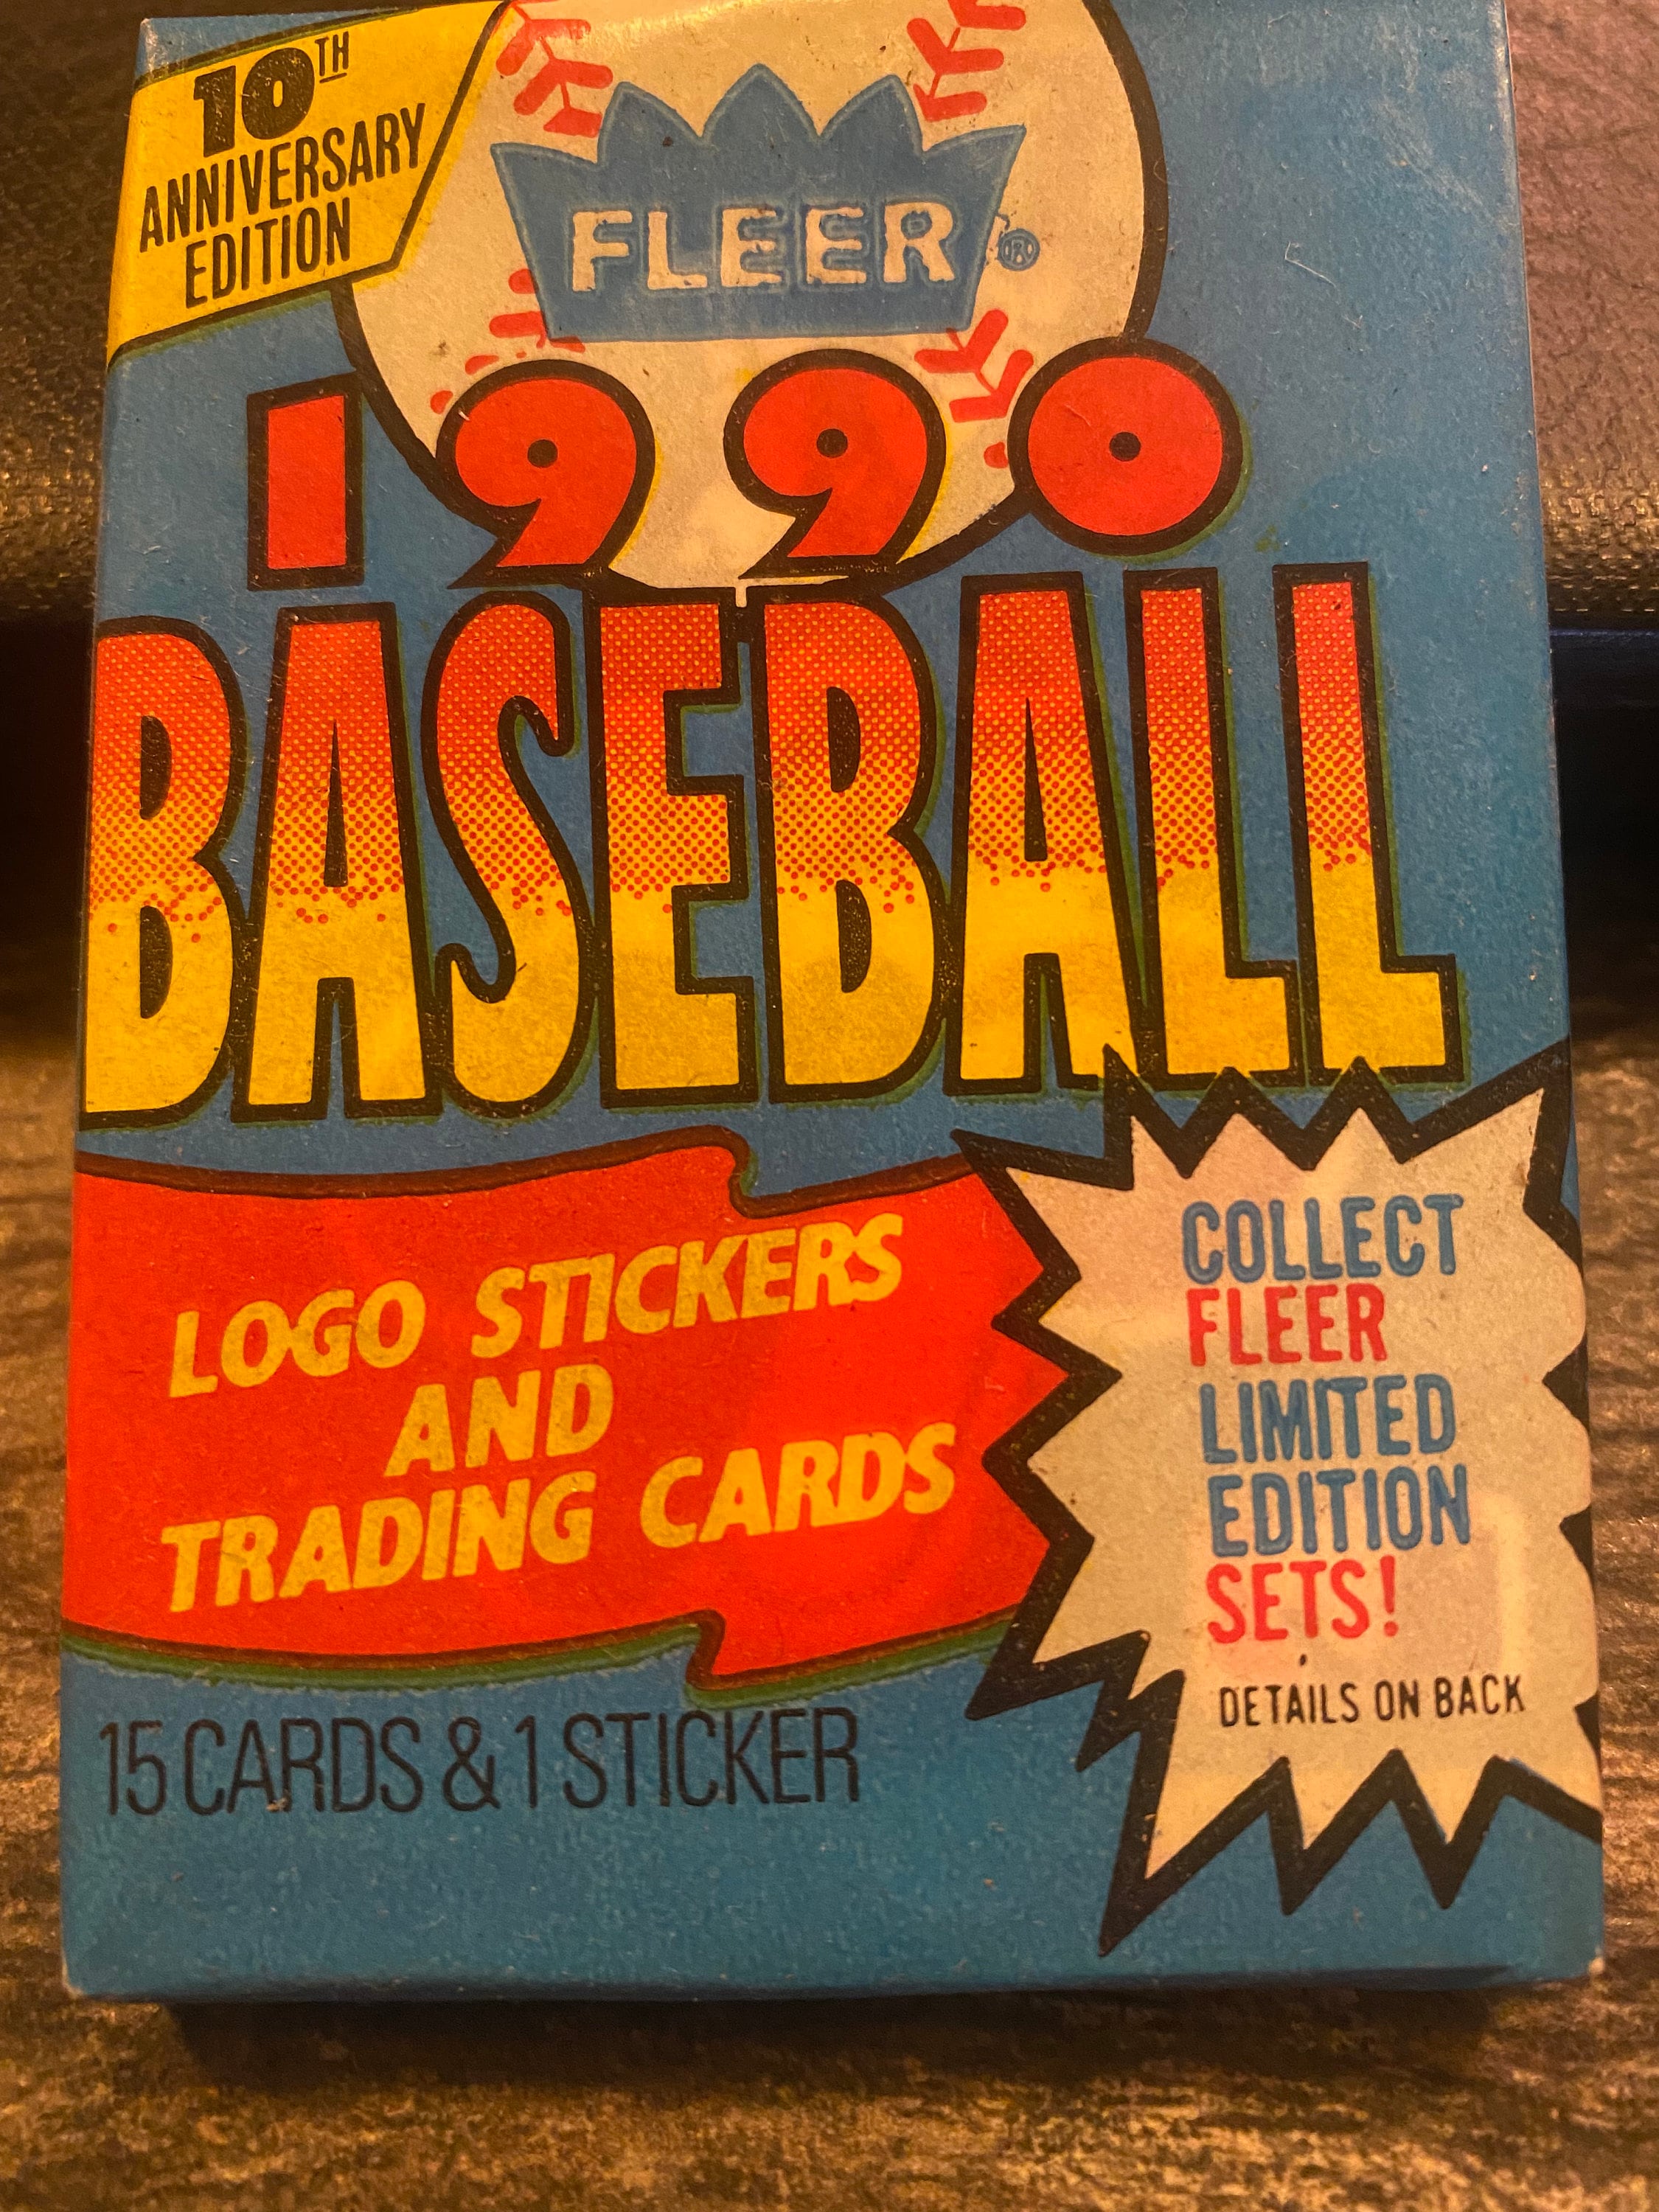 10TH
ANNIVERSARY
EDITION
FLEER®
1990
BASEBALL
LOGO STICKERS
AND
TRADING CARDS
COLLECT
FLEER
LIMITED
EDITION
SETS!
DETAILS ON BACK
15 CARDS & 1 STICKER